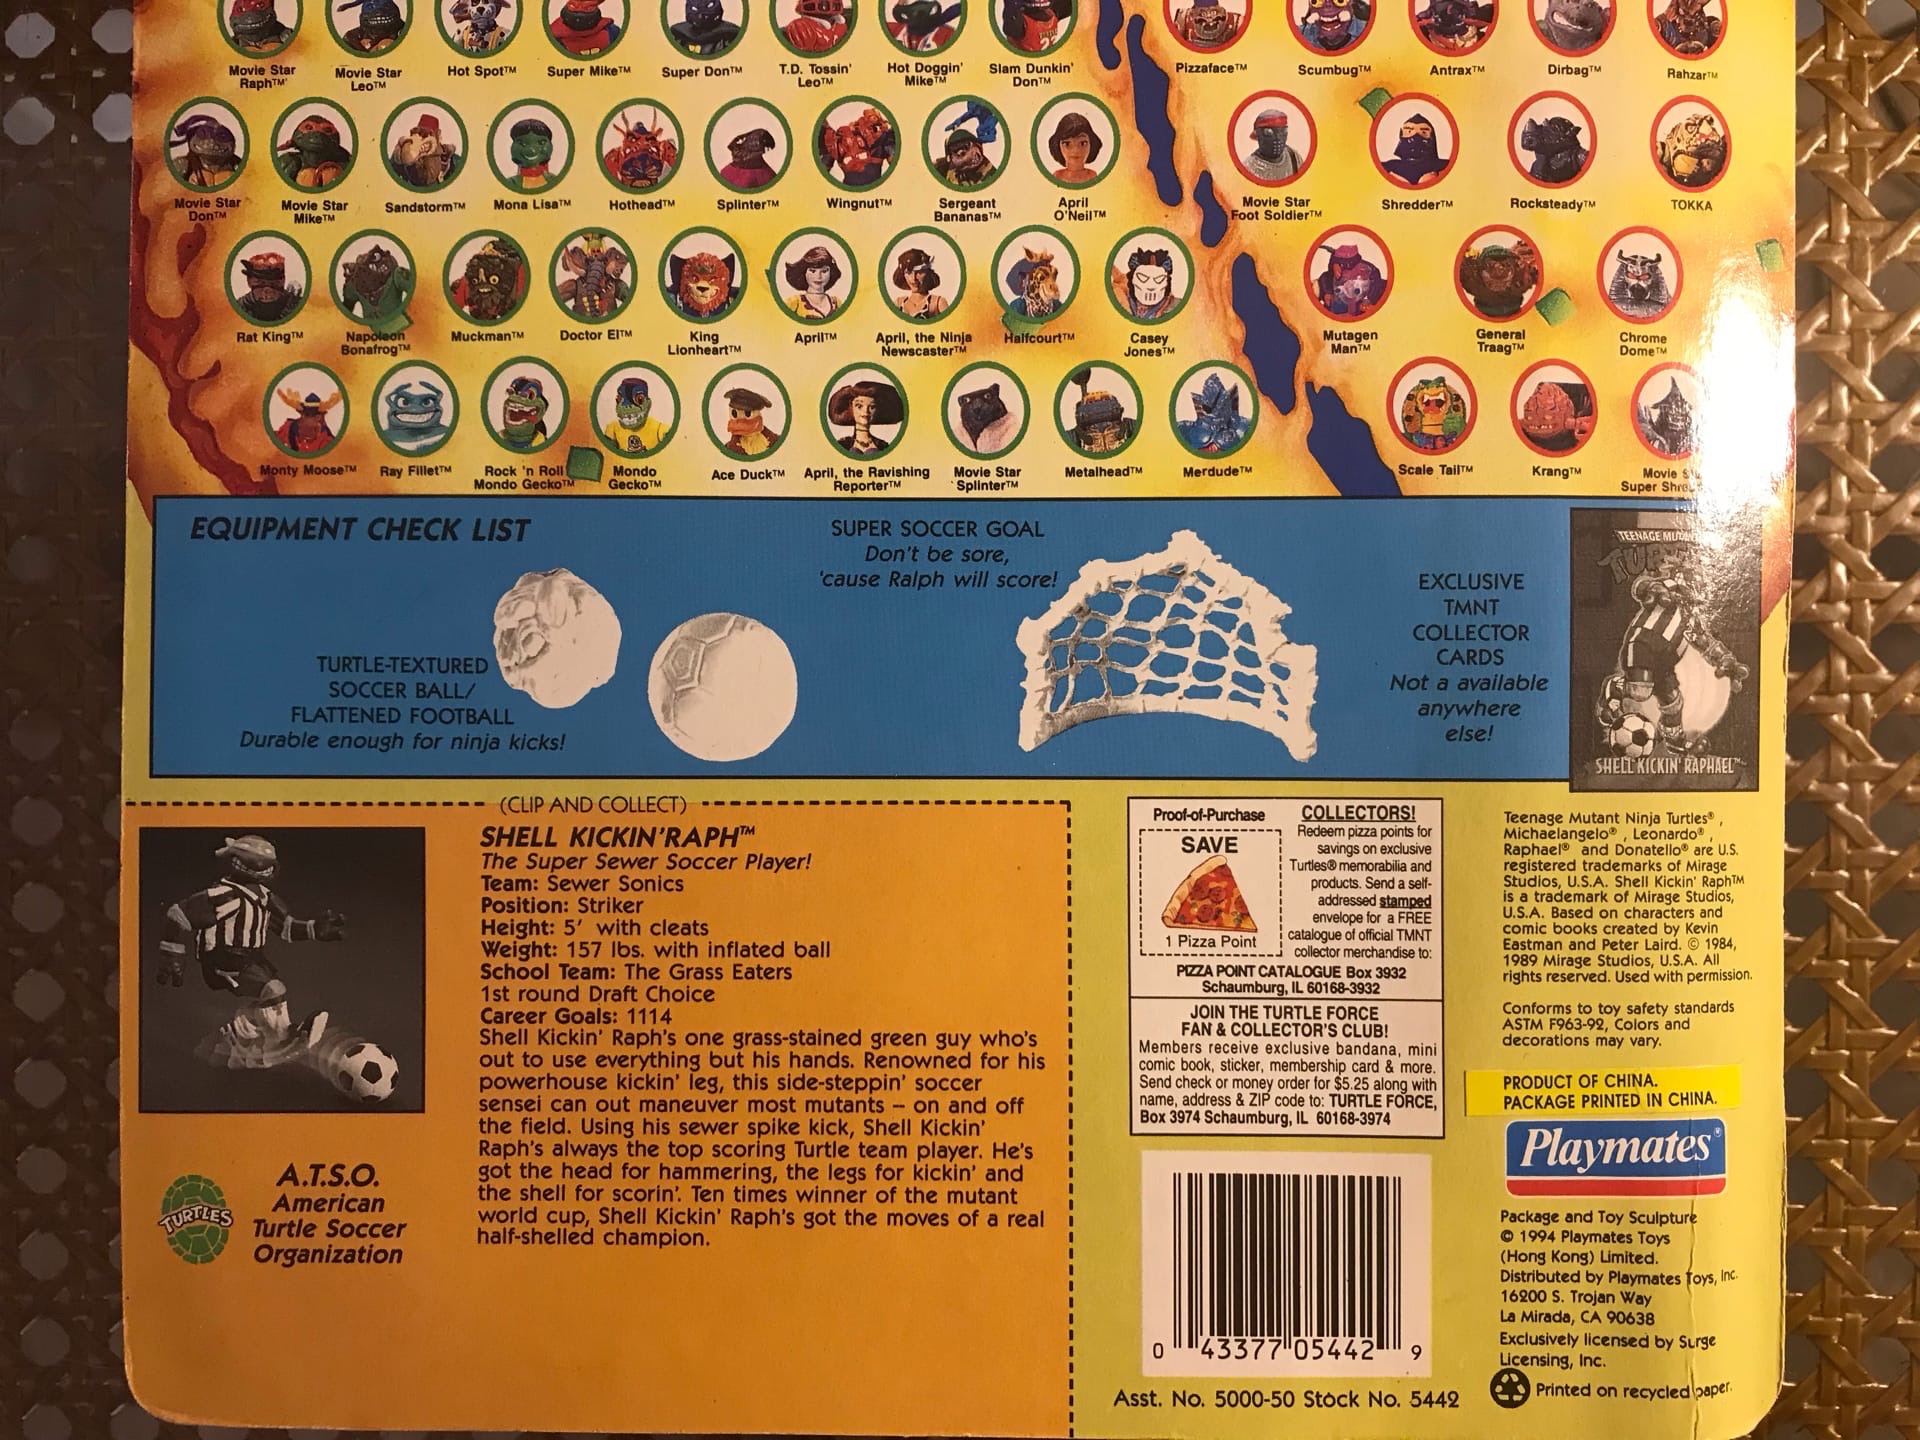 Movie Star Raph™
Movie Star Leo™
Hot Spot™
Super Mike™
Super Don™
T.D. Tossin' Leo™
Hot Doggin' Mike™
Slam Dunkin' Don™
Pizzaface™
Scumbug™
Antrax™
Dirbag™
Rahzar™
Movie Star Don™
Movie Star Mike™
Sandstorm™
Mona Lisa™
Hothead™
Splinter™
Wingnut™
Sergeant Bananas™
April O'Neil™
Movie Star Foot Soldier™
Shredder™
Rocksteady™
TOKKA
Rat King™
Napoleon Bonafrog™
Muckman™
Doctor El™
King Lionheart™
April™
April, the Ninja Newscaster™
Halfcourt™
Casey Jones™
Mutagen Man™
General Traag™
Chrome Dome™
Monty Moose™
Ray Fillet™
Rock 'n Roll Mondo Gecko™
Mondo Gecko™
Ace Duck™
April, the Ravishing Reporter™
Movie Star Splinter™
Metalhead™
Merdude™
Scale Tail™
Krang™
Movie
Super
EQUIPMENT CHECK LIST
TURTLE-TEXTURED
SOCCER BALL/
FLATTENED FOOTBALL
Durable enough for ninja kicks!
SUPER SOCCER GOAL
Don't be sore,
'cause Ralph will score!
EXCLUSIVE
TMNT
COLLECTOR
CARDS
Not a available
anywhere
else!
TEENAGE
SHELL KICKIN' RAPHAEL™
(CLIP AND COLLECT)
SHELL KICKIN'RAPH™
The Super Sewer Soccer Player!
Team: Sewer Sonics
Position: Striker
Height: 5' with cleats
Weight: 157 lbs. with inflated ball
School Team: The Grass Eaters
1st round Draft Choice
Career Goals: 1114
Shell Kickin' Raph's one grass-stained green guy who's
out to use everything but his hands. Renowned for his
powerhouse kickin' leg, this side-steppin' soccer
sensei can out maneuver most mutants – on and off
the field. Using his sewer spike kick, Shell Kickin'
Raph's always the top scoring Turtle team player. He's
got the head for hammering, the legs for kickin' and
the shell for scorin'. Ten times winner of the mutant
world cup, Shell Kickin' Raph's got the moves of a real
half-shelled champion.
TURTLES
A.T.S.O.
American
Turtle Soccer
Organization
Proof-of-Purchase
SAVE
1 Pizza Point
COLLECTORS!
Redeem pizza points for
savings on exclusive
Turtles® memorabilia and
products. Send a self-
addressed stamped
envelope for a FREE
catalogue of official TMNT
collector merchandise to:
PIZZA POINT CATALOGUE Box 3932
Schaumburg, IL 60168-3932
JOIN THE TURTLE FORCE
FAN & COLLECTOR'S CLUB!
Members receive exclusive bandana, mini
comic book, sticker, membership card & more.
Send check or money order for $5.25 along with
name, address & ZIP code to: TURTLE FORCE,
Box 3974 Schaumburg, IL 60168-3974
0 43377 05442 9
Asst. No. 5000-50 Stock No. 5442
Teenage Mutant Ninja Turtles®,
Michaelangelo®, Leonardo®,
Raphael® and Donatello® are U.S.
registered trademarks of Mirage
Studios, U.S.A. Shell Kickin' Raph™
is a trademark of Mirage Studios,
U.S.A. Based on characters and
comic books created by Kevin
Eastman and Peter Laird. © 1984,
1989 Mirage Studios, U.S.A. All
rights reserved. Used with permission.
Conforms to toy safety standards
ASTM F963-92, Colors and
decorations may vary.
PRODUCT OF CHINA.
PACKAGE PRINTED IN CHINA.
Playmates®
Package and Toy Sculpture
© 1994 Playmates Toys
(Hong Kong) Limited.
Distributed by Playmates Toys, Inc.
16200 S. Trojan Way
La Mirada, CA 90638
Exclusively licensed by Surge
Licensing, Inc.
Printed on recycled paper.